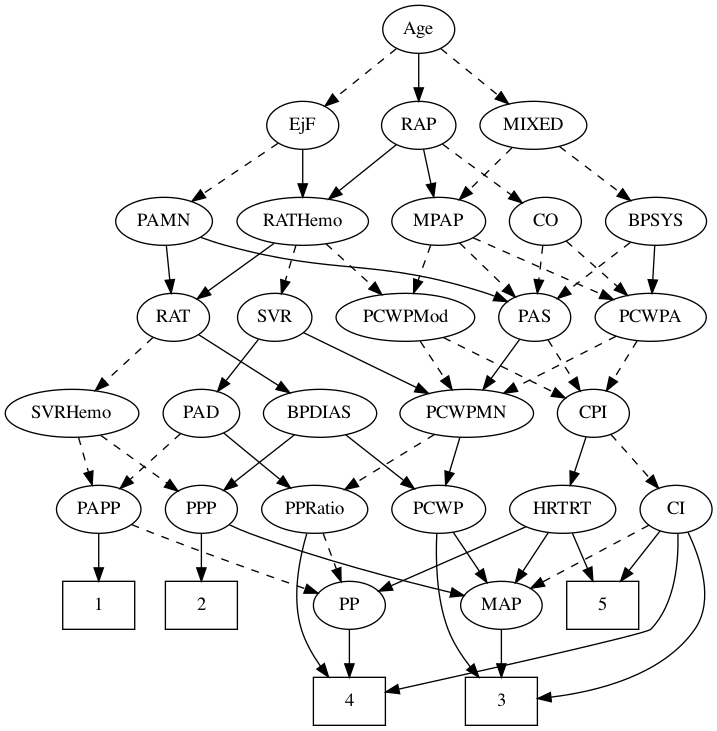 Age
EjF RAP MIXED
PAMN RATHemo MPAP CO BPSYS
RAT SVR PCWPMod PAS PCWPA
SVRHemo PAD BPDIAS PCWPMN CPI
PAPP PPP PPRatio PCWP HRTRT CI
1 2 PP MAP 5
4 3